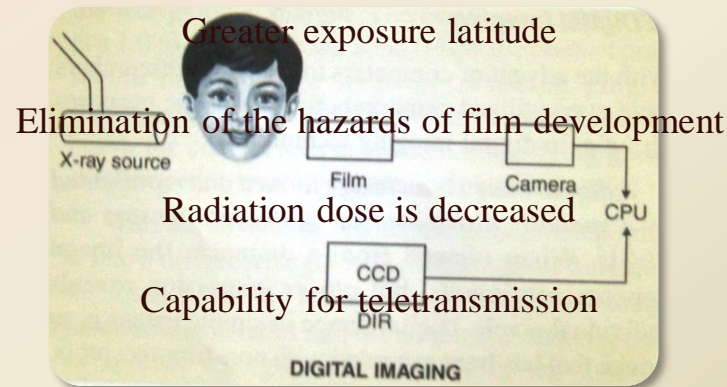 Greater exposure latitude
Elimination of the hazards of film development
X-ray source
Film
Camera
Radiation dose is decreased
CPU
CCD
Capability for teletransmission
DIR
DIGITAL IMAGING